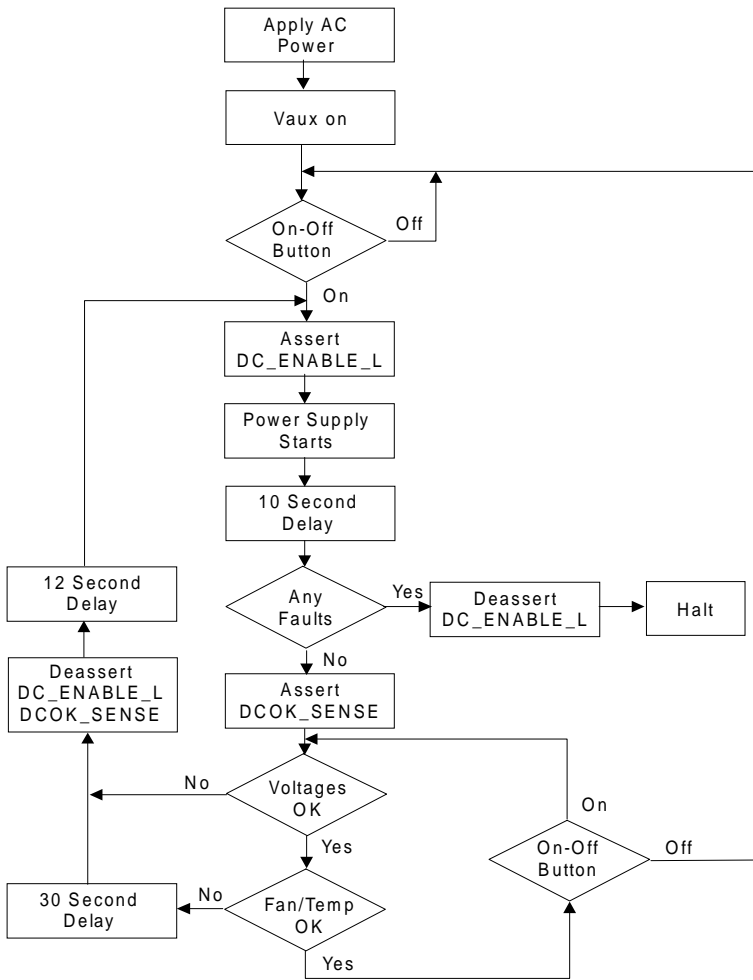 Apply AC
Power
Vaux on
On-Off
Button
Off
On
Assert
DC_ENABLE_L
Power Supply
Starts
10 Second
Delay
12 Second
Delay
Any
Faults
Yes
Deassert
DC_ENABLE_L
Halt
No
Deassert
DC_ENABLE_L
DCOK_SENSE
Assert
DCOK_SENSE
No
Voltages
OK
On
Yes
On-Off
Button
Off
30 Second
Delay
No
Fan/Temp
OK
Yes